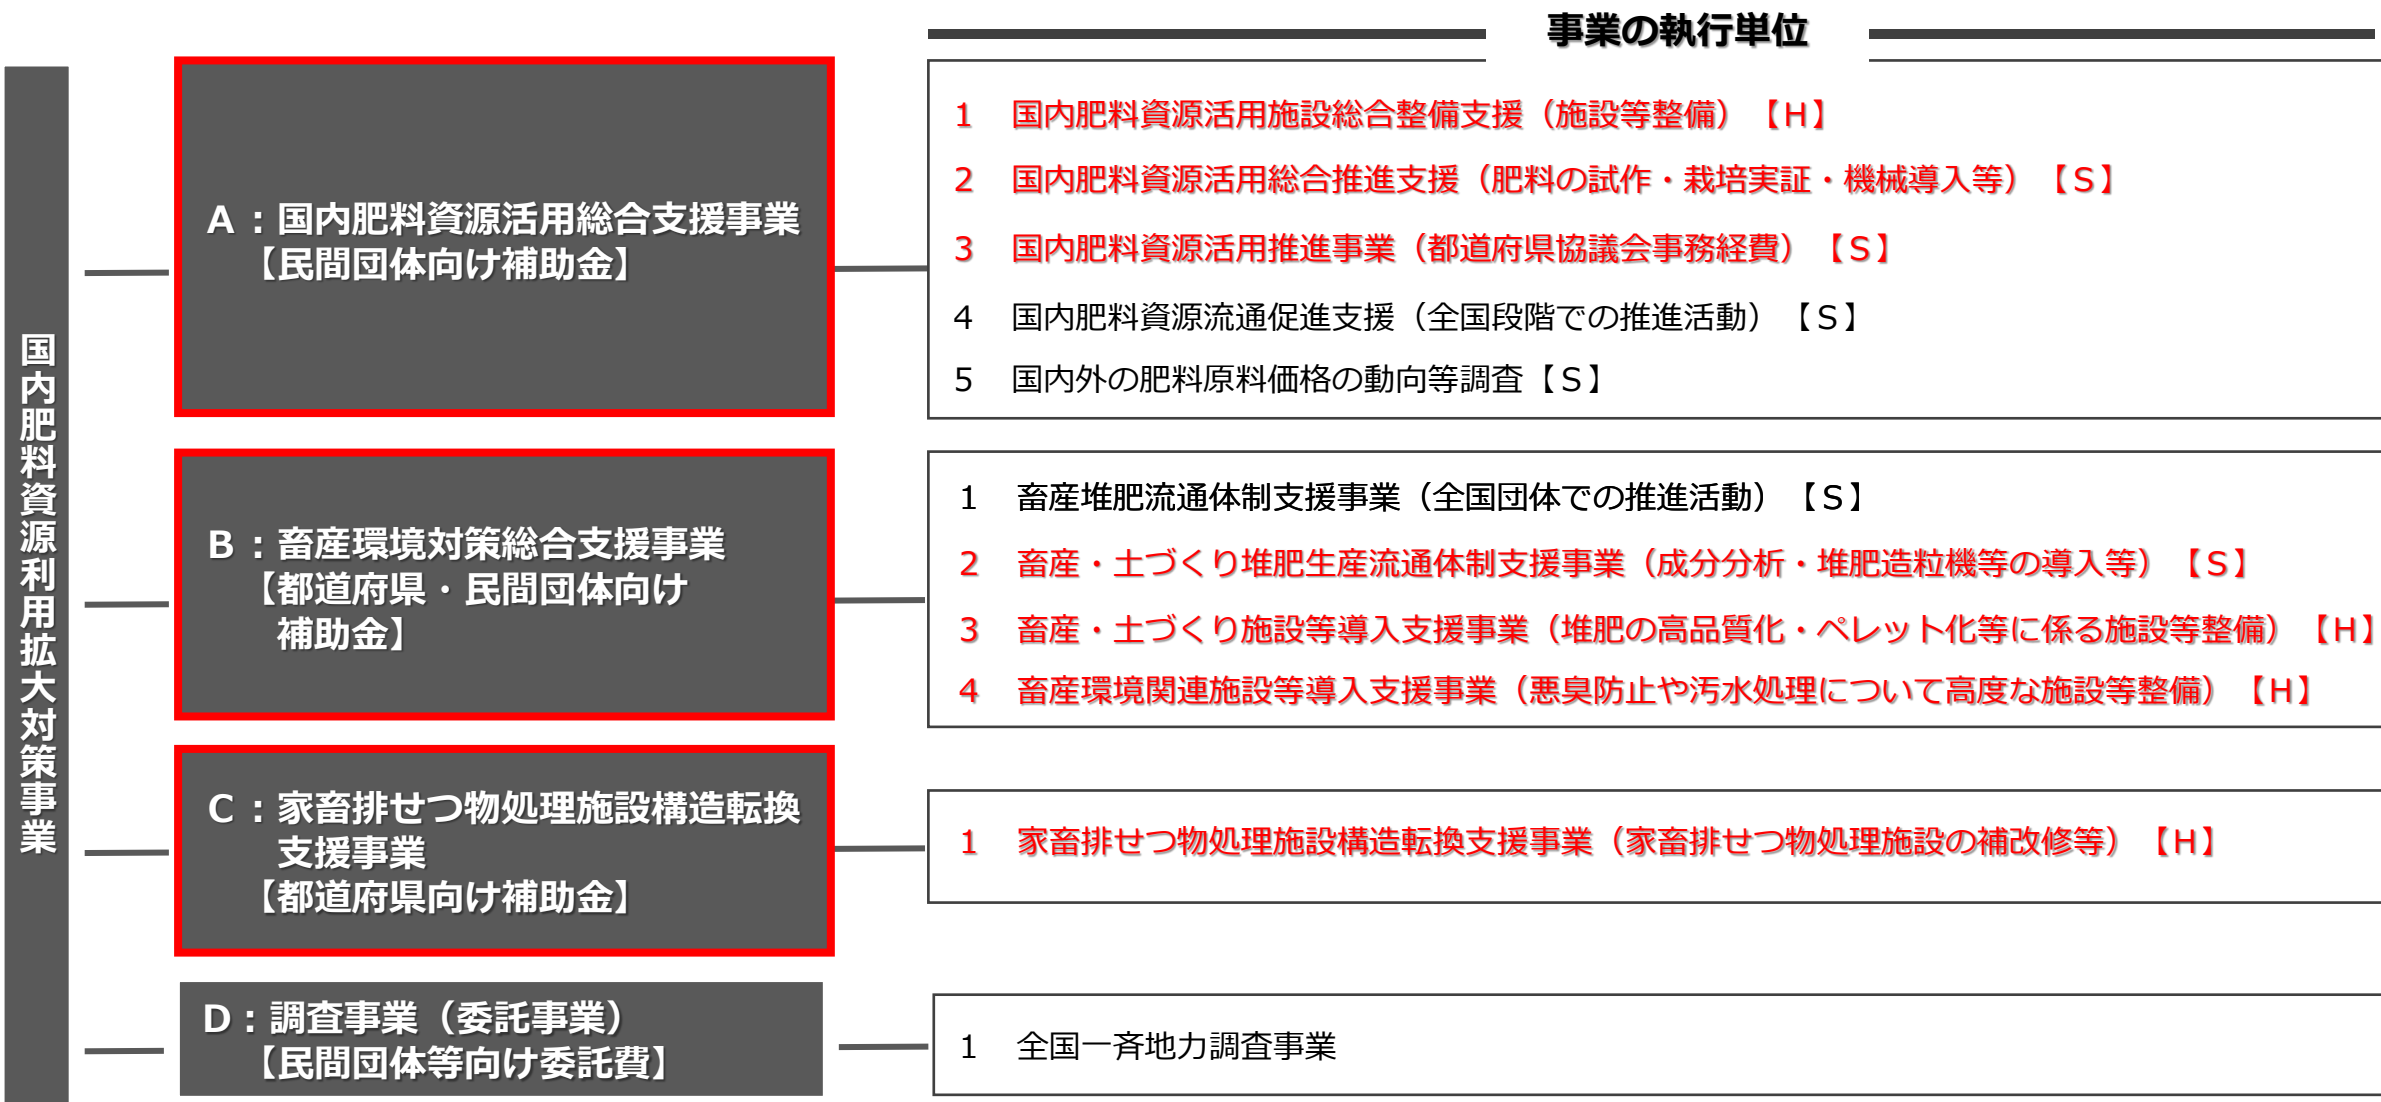 事業の執行単位
国内肥料資源利用拡大対策事業
A：国内肥料資源活用総合支援事業
【民間団体向け補助金】
1 国内肥料資源活用施設総合整備支援（施設等整備）【H】
2 国内肥料資源活用総合推進支援（肥料の試作・栽培実証・機械導入等）【S】
3 国内肥料資源活用推進事業（都道府県協議会事務経費）【S】
4 国内肥料資源流通促進支援（全国段階での推進活動）【S】
5 国内外の肥料原料価格の動向等調査【S】
B：畜産環境対策総合支援事業
【都道府県・民間団体向け
補助金】
1 畜産堆肥流通体制支援事業（全国団体での推進活動）【S】
2 畜産・土づくり堆肥生産流通体制支援事業（成分分析・堆肥造粒機等の導入等）【S】
3 畜産・土づくり施設等導入支援事業（堆肥の高品質化・ペレット化等に係る施設等整備）【H】
4 畜産環境関連施設等導入支援事業（悪臭防止や汚水処理について高度な施設等整備）【H】
C：家畜排せつ物処理施設構造転換
支援事業
【都道府県向け補助金】
1 家畜排せつ物処理施設構造転換支援事業（家畜排せつ物処理施設の補改修等）【H】
D：調査事業（委託事業）
【民間団体等向け委託費】
1 全国一斉地力調査事業